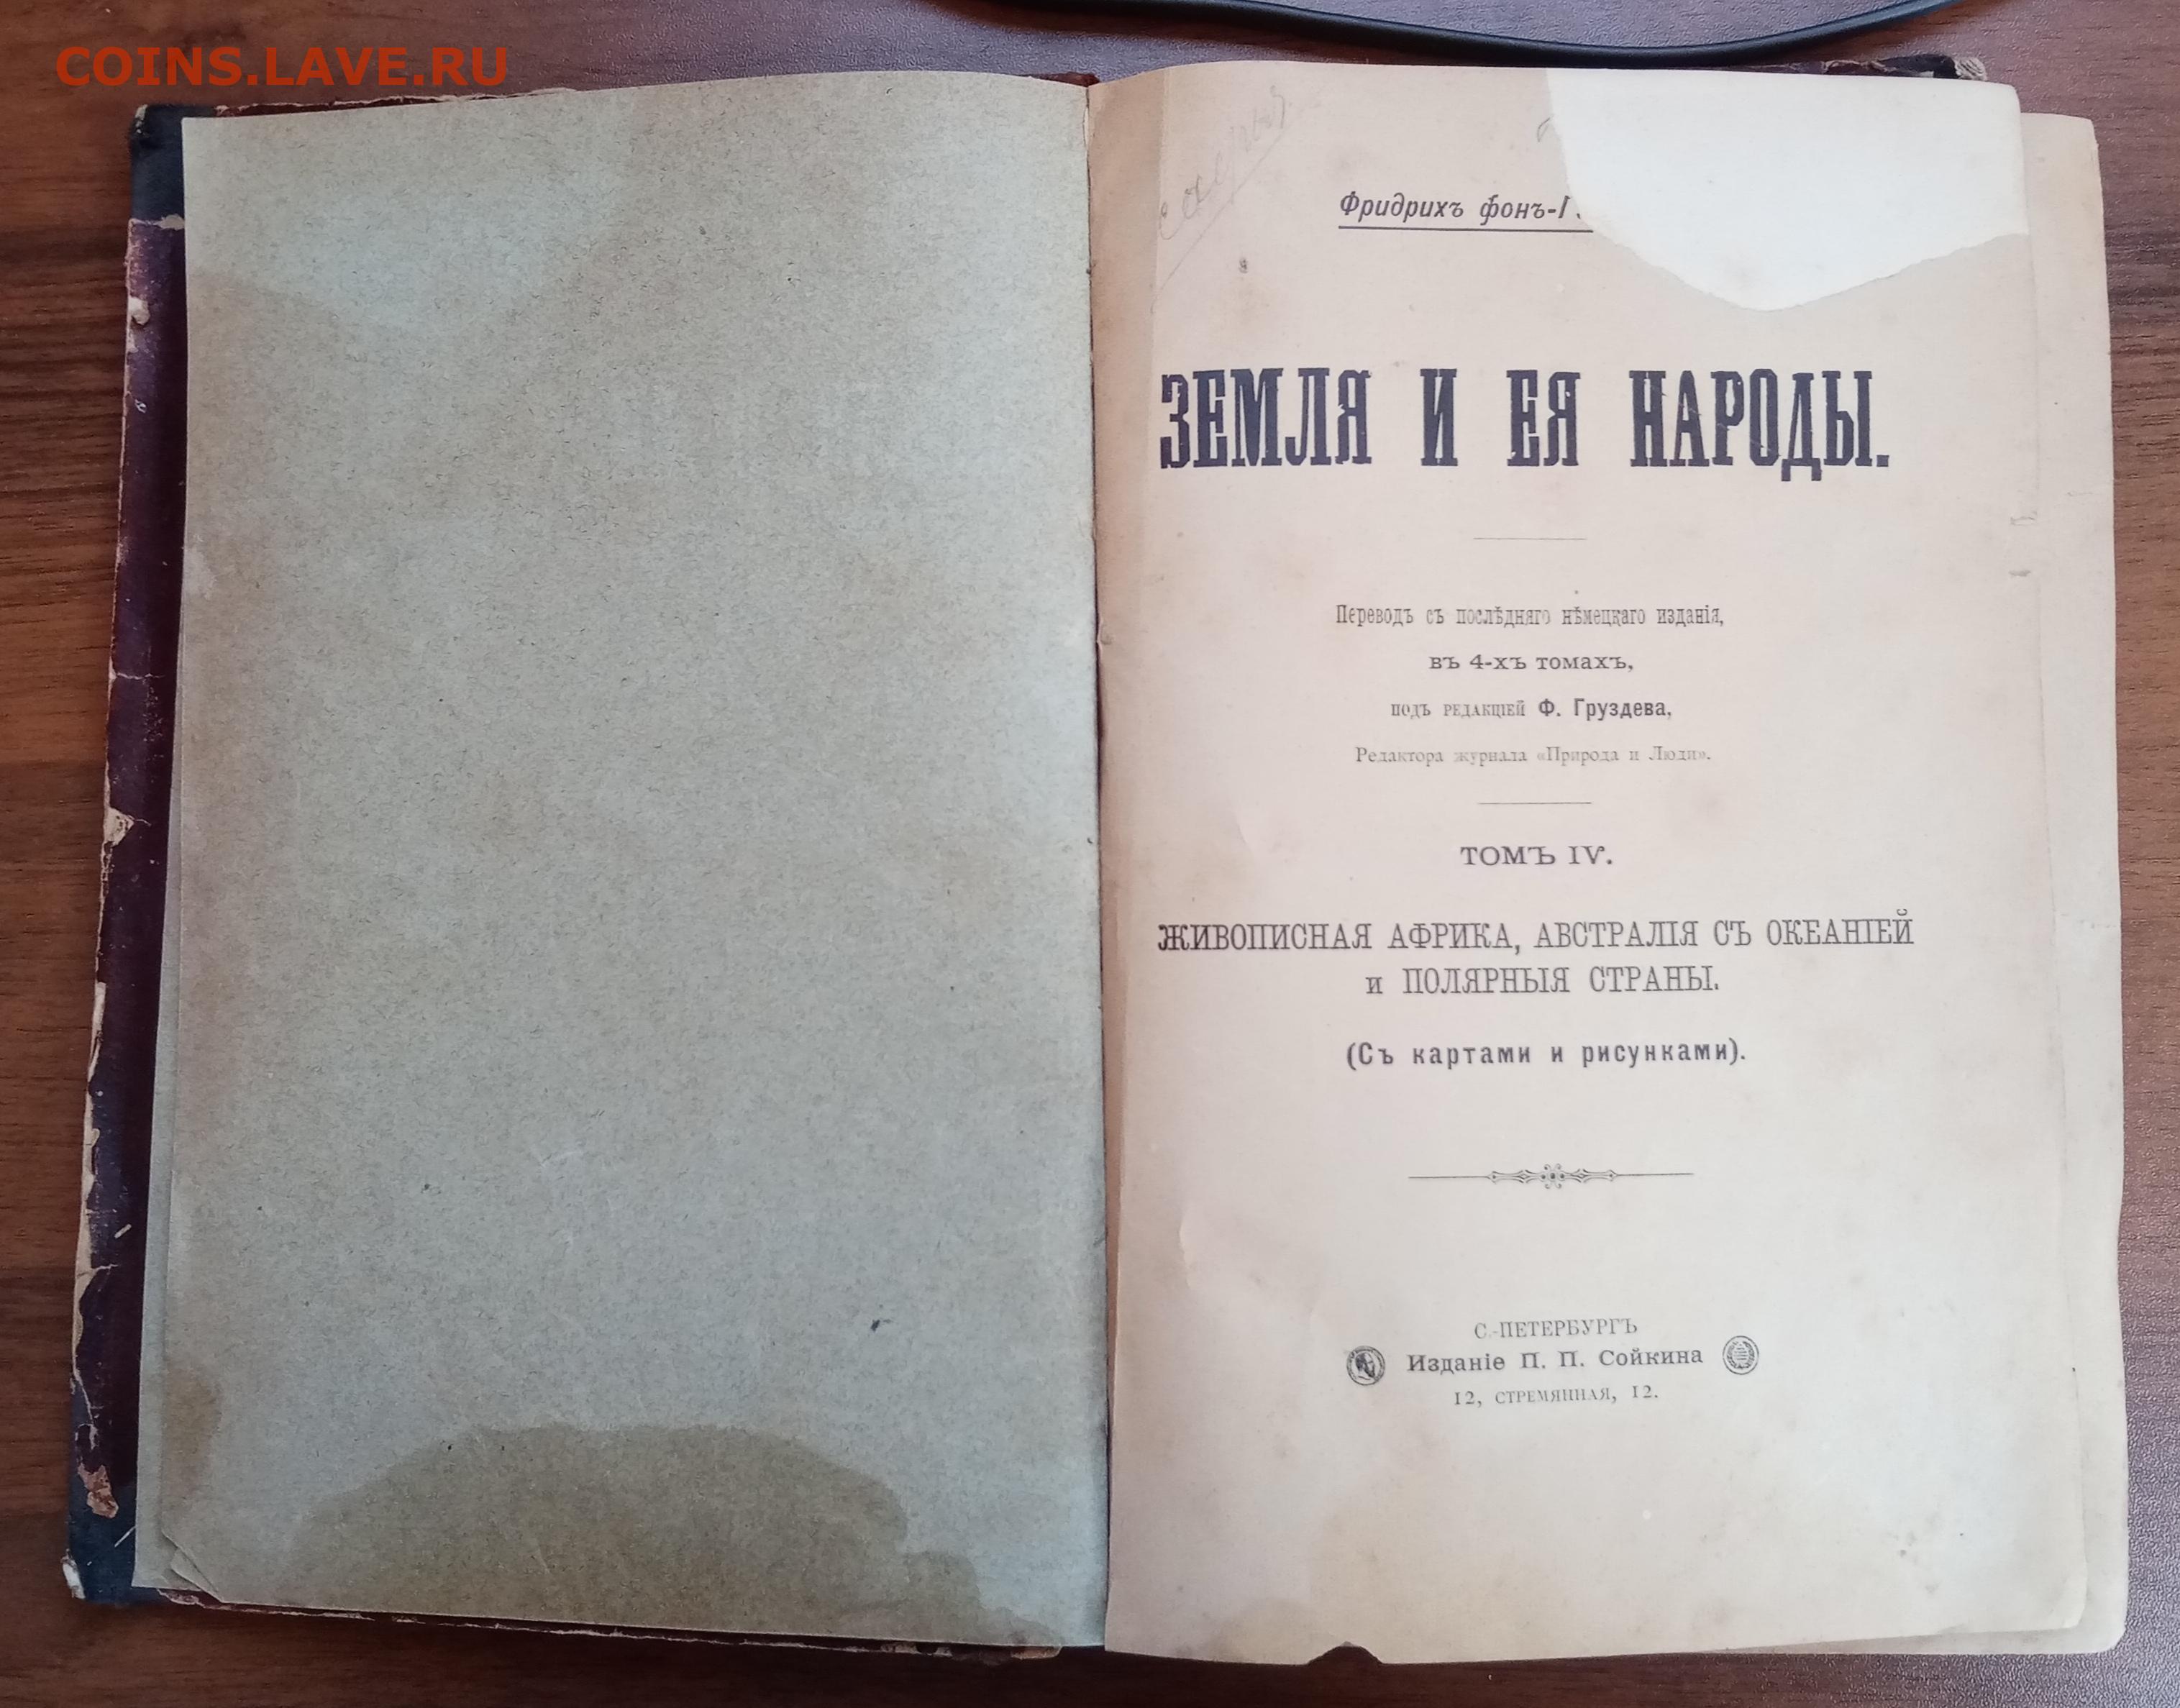 COINS.LAVE.RU
Фридрихъ фонъ-Г
ЗЕМЛЯ И ЕЯ НАРОДЫ.
Переводъ съ послѣдняго нѣмецкаго изданія,
въ 4-хъ томахъ,
подъ редакціей Ф. Груздева,
Редактора журнала «Природа и Люди».
ТОМЪ IV.
ЖИВОПИСНАЯ АФРИКА, АВСТРАЛІЯ СЪ ОКЕАНІЕЙ
и ПОЛЯРНЫЯ СТРАНЫ.
(Съ картами и рисунками).
С.-ПЕТЕРБУРГЪ
Изданіе П. П. Сойкина
12, СТРЕМЯННАЯ, 12.